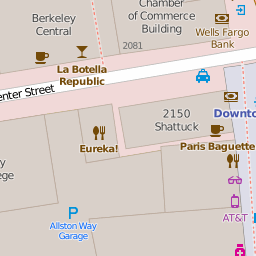 Berkeley
Central
Chamber
of Commerce
Building
Wells Fargo
Bank
2081
La Botella
Republic
enter Street
2150
Shattuck
Downto
Eureka!
Paris Baguette
y
ege
AT&T
Allston Way
Garage